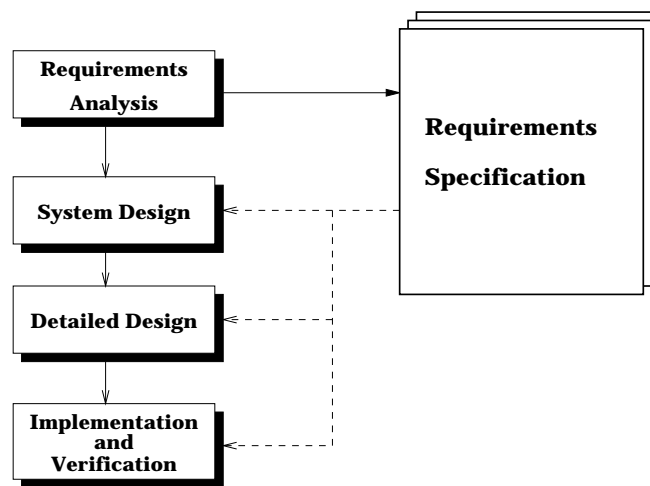 Requirements
Analysis
Requirements
Specification
System Design
Detailed Design
Implementation
and
Verification